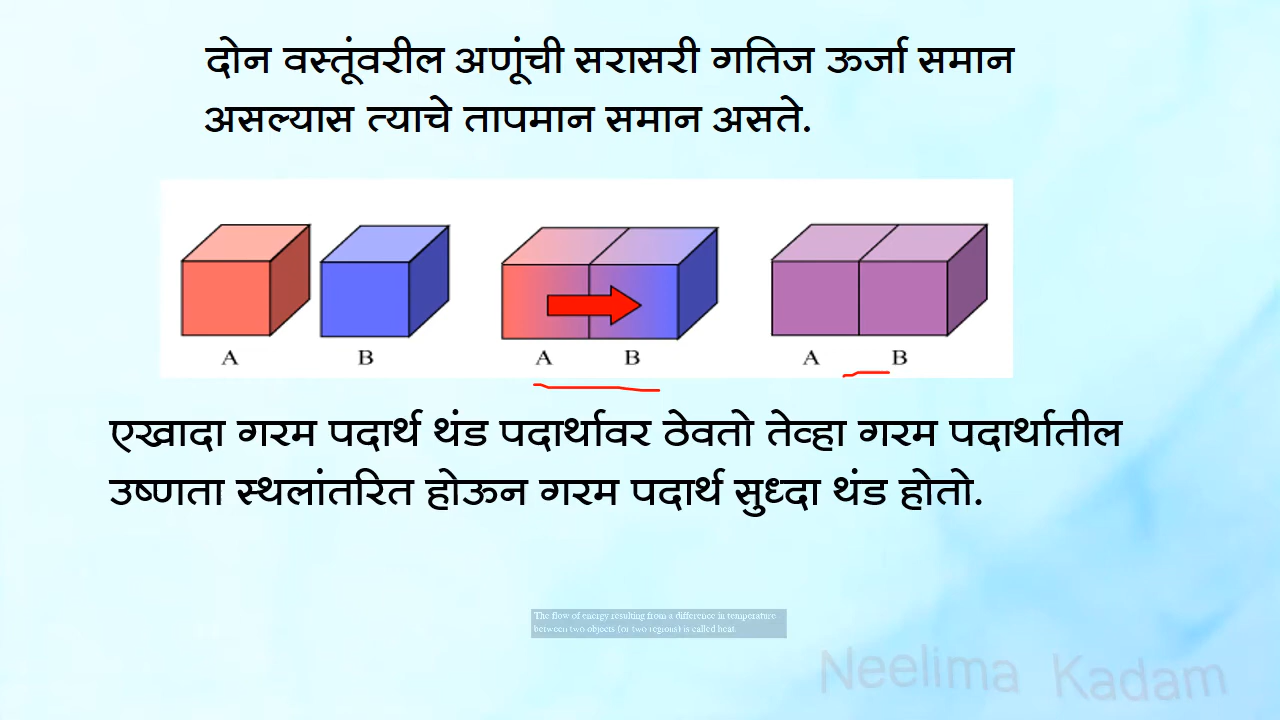 दोन वस्तूंवरील अणूंची सरासरी गतिज ऊर्जा समान
असल्यास त्याचे तापमान समान असते.
A B A B A B
एखादा गरम पदार्थ थंड पदार्थावर ठेवतो तेव्हा गरम पदार्थातील
उष्णता स्थलांतरित होऊन गरम पदार्थ सुध्दा थंड होतो.
The flow of energy resulting from a difference in temperature
between two objects (or two regions) is called heat.
Neelima Kadam